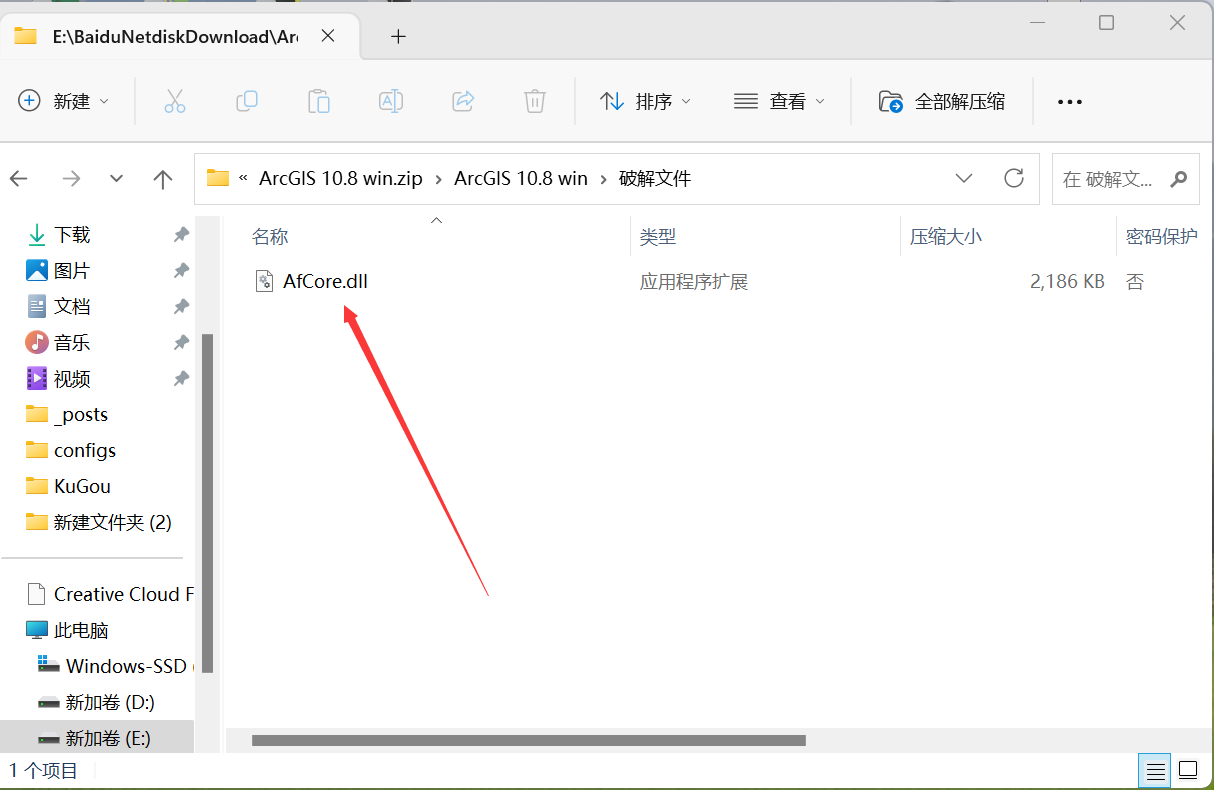 E:\BaiduNetdiskDownload\Arc
新建
排序
查看
全部解压缩
« ArcGIS 10.8 win.zip › ArcGIS 10.8 win › 破解文件
在 破解文...
下载
图片
文档
音乐
视频
_posts
configs
KuGou
新建文件夹 (2)
Creative Cloud F
此电脑
Windows-SSD (
新加卷 (D:)
新加卷 (E:)
名称 类型 压缩大小 密码保护
AfCore.dll 应用程序扩展 2,186 KB 否
1 个项目